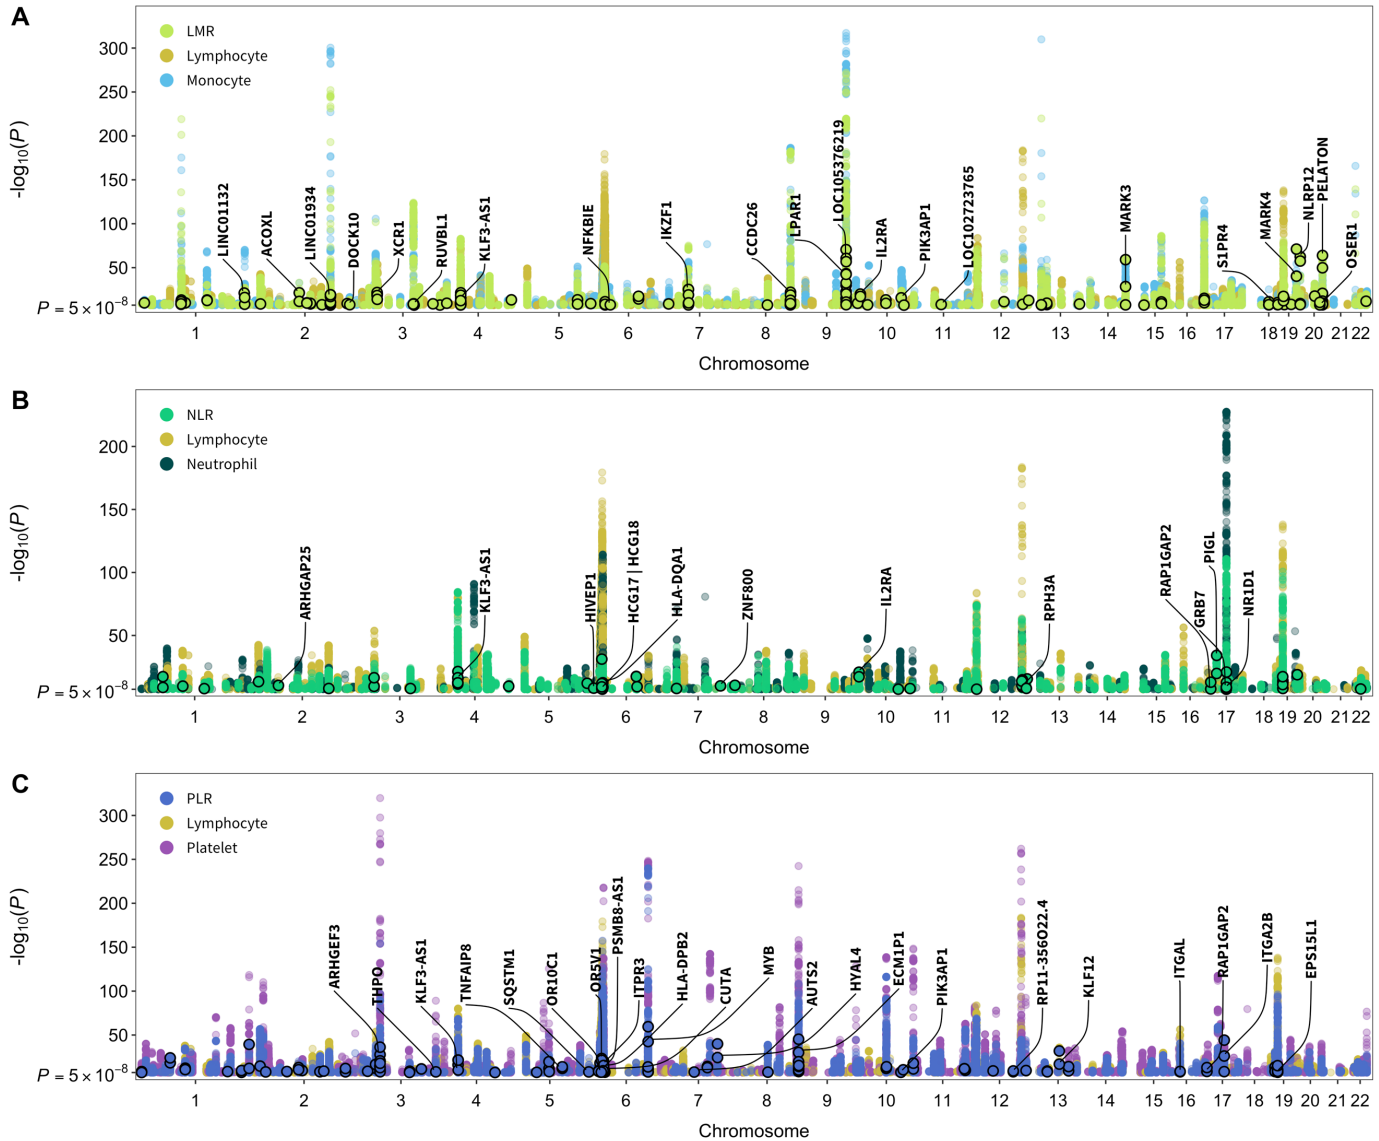 A
LMR
Lymphocyte
Monocyte
-log10(P)
300
250
200
150
100
50
P = 5 × 10⁻⁸
LINC01132
ACOXL
LINC01934
DOCK10
XCR1
RUVBL1
KLF3-AS1
NFKBIE
IKZF1
CCDC26
LPAR1
LOC105376219
IL2RA
PIK3AP1
LOC102723765
MARK3
S1PR4
MARK4
NLRP12
PELATON
OSER1
1 2 3 4 5 6 7 8 9 10 11 12 13 14 15 16 17 18 19 20 21 22
Chromosome
B
NLR
Lymphocyte
Neutrophil
-log10(P)
200
150
100
50
P = 5 × 10⁻⁸
ARHGAP25
KLF3-AS1
HIVEP1
HCG17 | HCG18
HLA-DQA1
ZNF800
IL2RA
RPH3A
RAP1GAP2
GRB7
PIGL
NR1D1
1 2 3 4 5 6 7 8 9 10 11 12 13 14 15 16 17 18 19 20 21 22
Chromosome
C
PLR
Lymphocyte
Platelet
-log10(P)
300
250
200
150
100
50
P = 5 × 10⁻⁸
ARHGEF3
THPO
KLF3-AS1
TNFAIP8
SQSTM1
OR10C1
OR5V1
PSMB8-AS1
ITPR3
HLA-DPB2
CUTA
MYB
AUTS2
HYAL4
ECM1P1
PIK3AP1
RP11-356O22.4
KLF12
ITGAL
RAP1GAP2
ITGA2B
EPS15L1
1 2 3 4 5 6 7 8 9 10 11 12 13 14 15 16 17 18 19 20 21 22
Chromosome